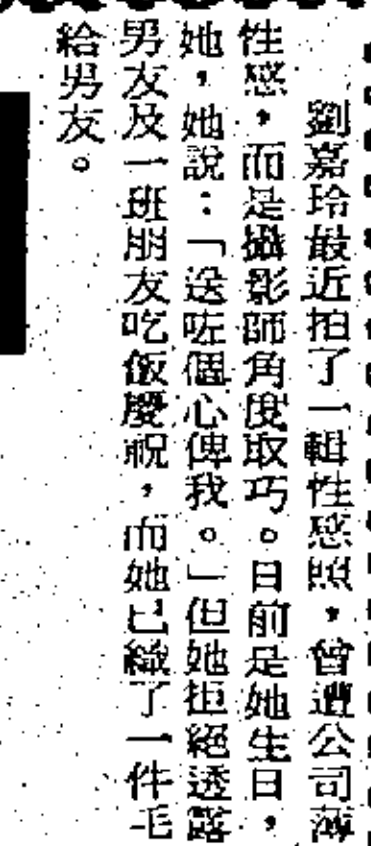 劉嘉玲最近拍了一輯性感照，曾遭公司薄
性感，而是攝影師角度取巧。日前是她生日，
她，她說：「送咗個心俾我。」但她拒絕透露
男友及一班朋友吃飯慶祝，而她已織了一件毛
給男友。